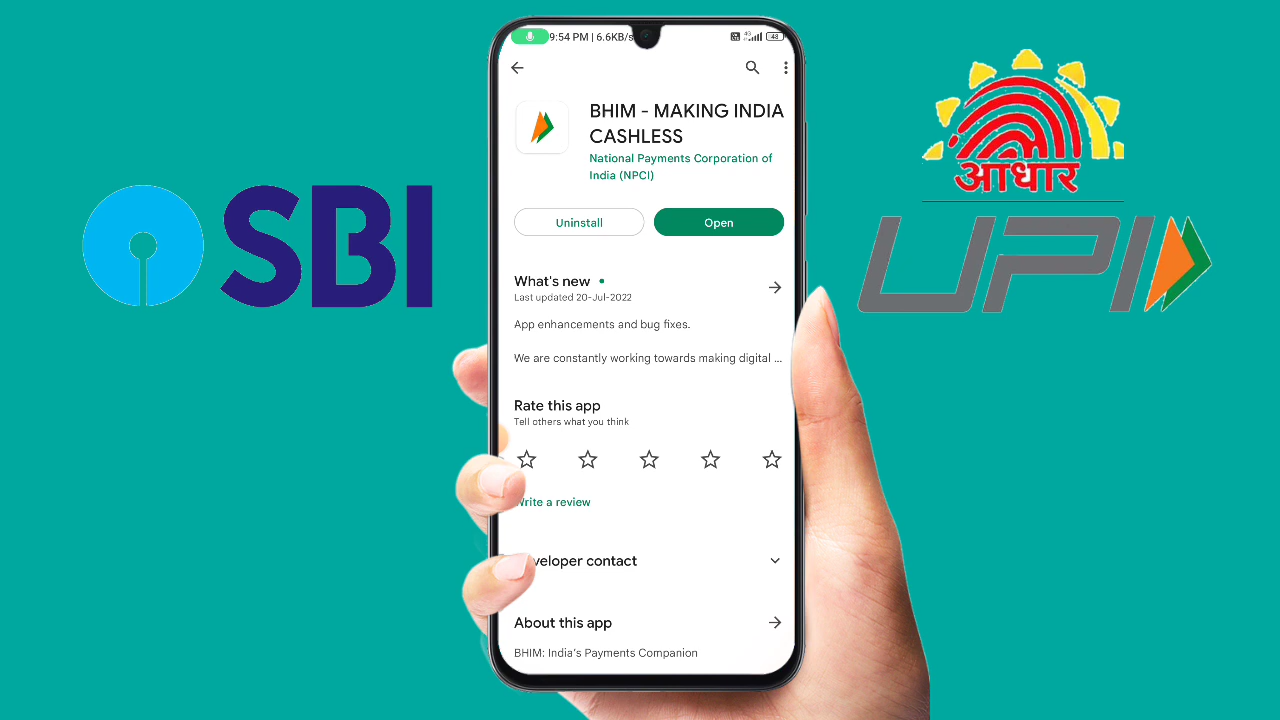 SBI
9:54 PM | 6.6KB/s
4G
48
BHIM - MAKING INDIA
CASHLESS
National Payments Corporation of
India (NPCI)
Uninstall
Open
What's new
Last updated 20-Jul-2022
App enhancements and bug fixes.
We are constantly working towards making digital ...
Rate this app
Tell others what you think
Write a review
veloper contact
About this app
BHIM: India's Payments Companion
आधार
UPI